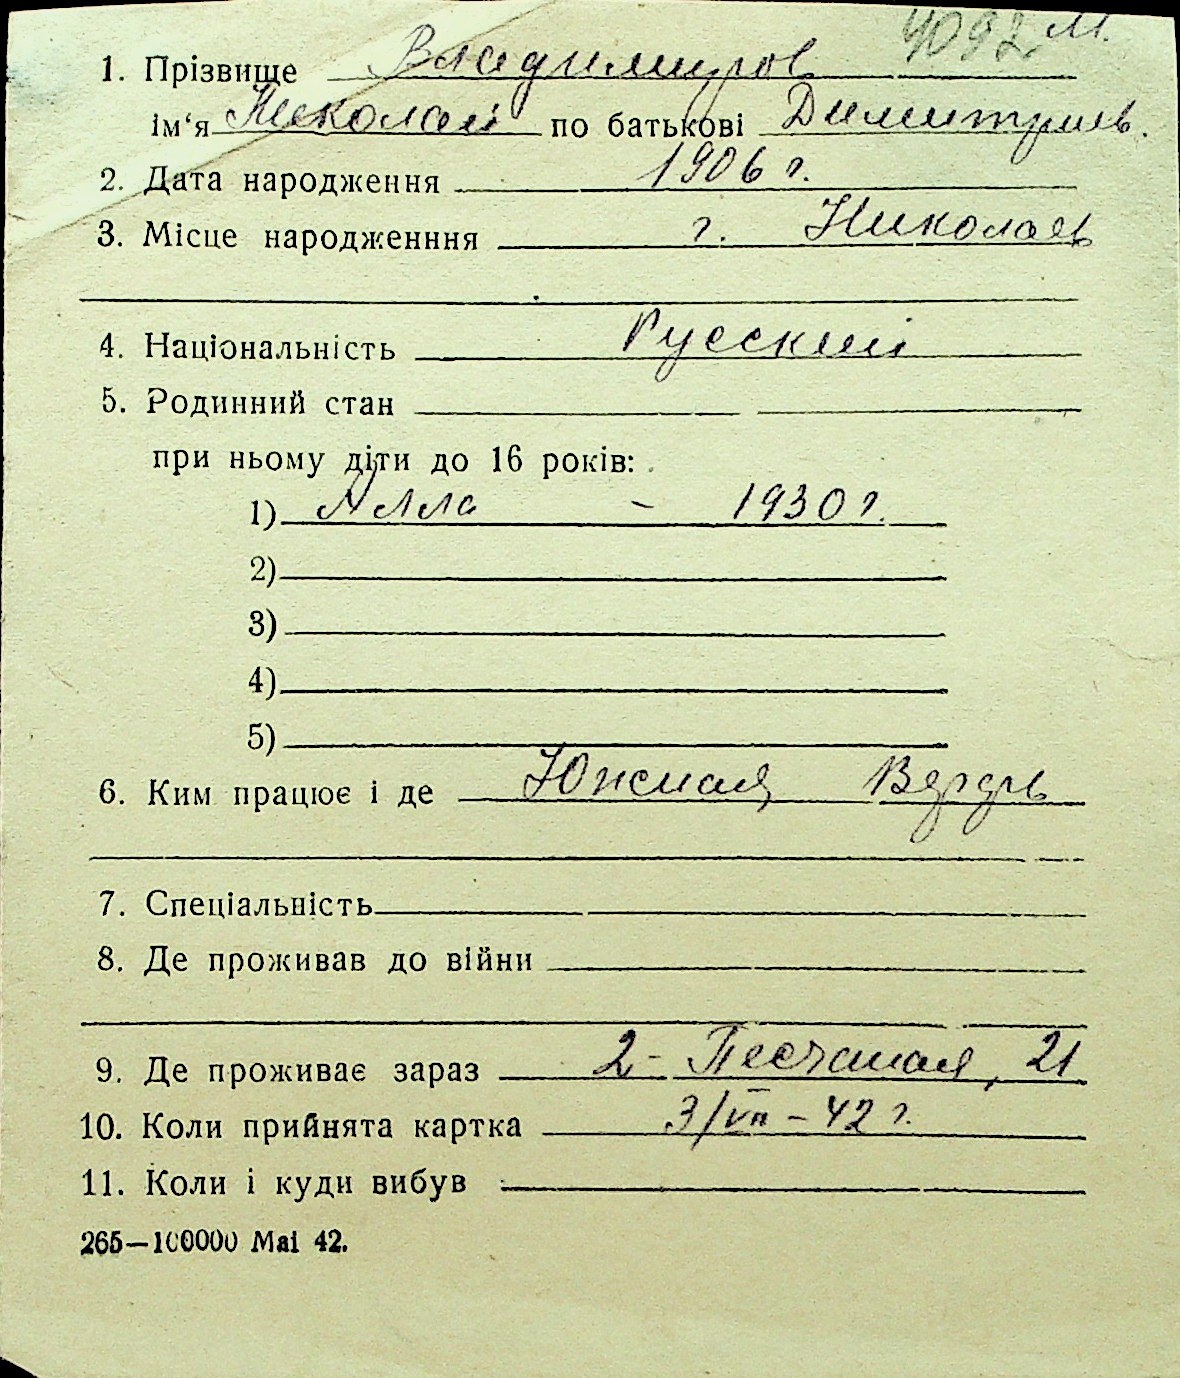 4092 М.
1. Прізвище Владимиров
ім‘я Николай по батькові Димитриев.
2. Дата народження 1906 г.
3. Місце народженння г. Николаев
4. Національність Русский
5. Родинний стан
при ньому діти до 16 років:
1) Алла - 1930 г.
2)
3)
4)
5)
6. Ким працює і де Южная Верфь
7. Спеціальність
8. Де проживав до війни
9. Де проживає зараз 2- Песчаная, 21
10. Коли прийнята картка 3/VII - 42 г.
11. Коли і куди вибув
265—100000 Mai 42.